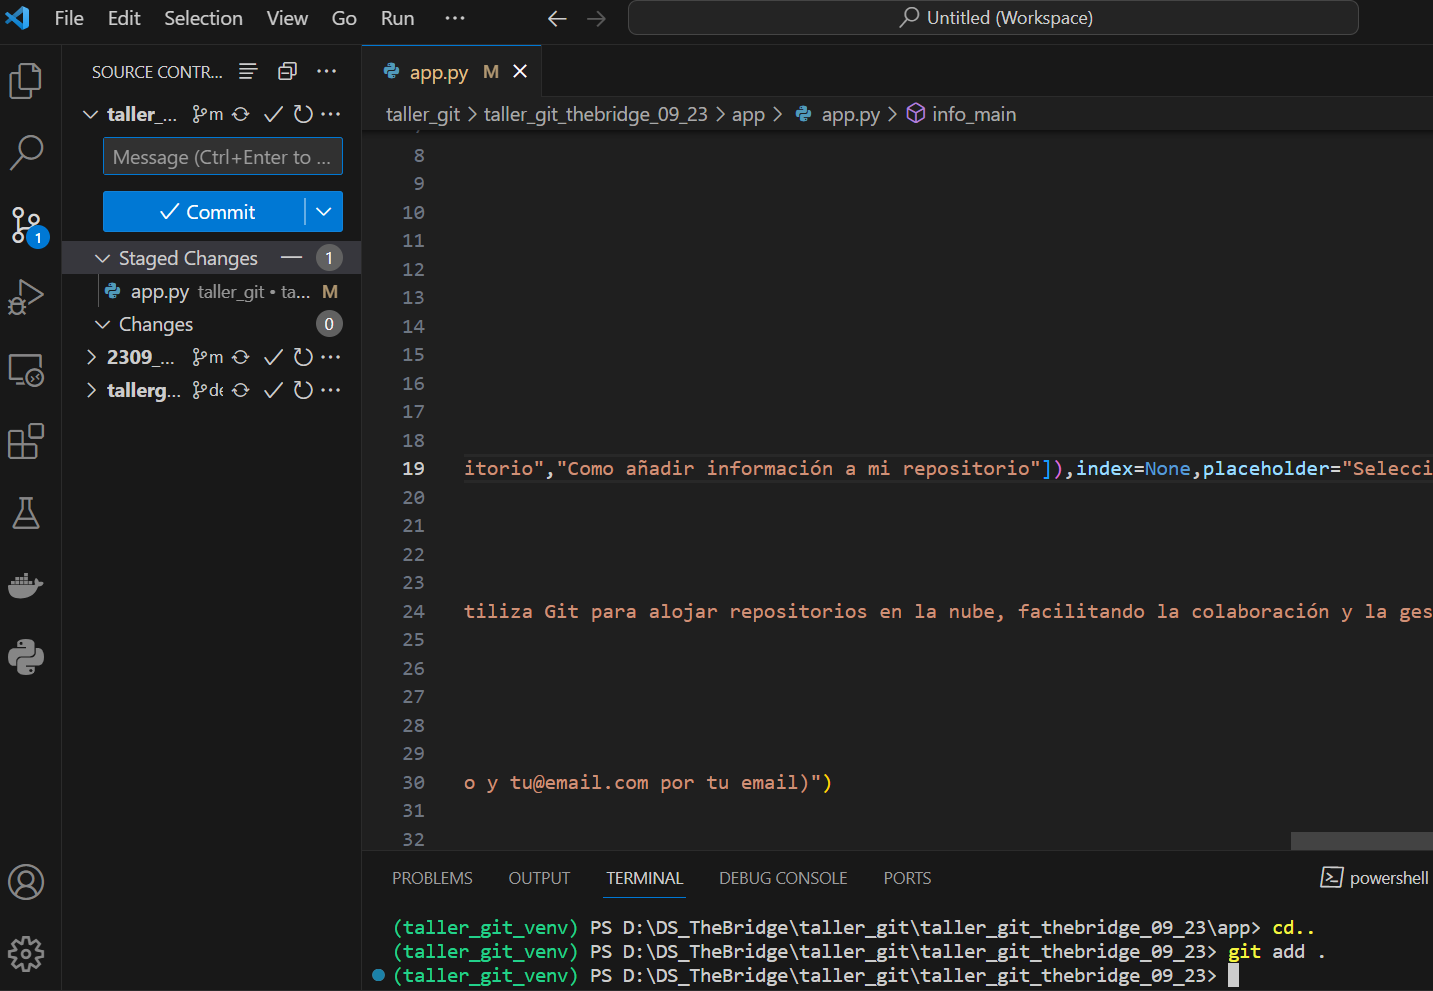 File Edit Selection View Go Run ···
Untitled (Workspace)
SOURCE CONTR... ···
taller_... m ···
Message (Ctrl+Enter to ...
Commit
Staged Changes 1
app.py taller_git • ta... M
Changes 0
2309_... m ···
tallerg... de ···
1
app.py M
taller_git > taller_git_thebridge_09_23 > app > app.py > info_main
8
9
10
11
12
13
14
15
16
17
18
19 itorio","Como añadir información a mi repositorio"]),index=None,placeholder="Selecci
20
21
22
23
24 tiliza Git para alojar repositorios en la nube, facilitando la colaboración y la ges
25
26
27
28
29
30 o y tu@email.com por tu email)")
31
32
PROBLEMS OUTPUT TERMINAL DEBUG CONSOLE PORTS powershell
(taller_git_venv) PS D:\DS_TheBridge\taller_git\taller_git_thebridge_09_23\app> cd..
(taller_git_venv) PS D:\DS_TheBridge\taller_git\taller_git_thebridge_09_23> git add .
(taller_git_venv) PS D:\DS_TheBridge\taller_git\taller_git_thebridge_09_23>